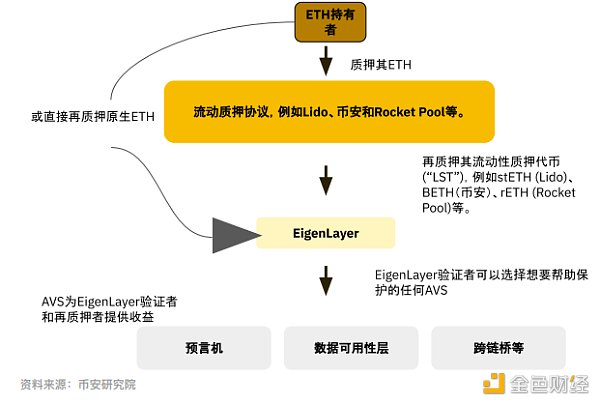 ETH持有
者
质押其ETH
流动质押协议，例如Lido、币安和Rocket Pool等。
或直接再质押原生ETH
再质押其流动性质押代币
(“LST”)，例如stETH (Lido)、
BETH（币安）、rETH (Rocket
Pool)等。
EigenLayer
EigenLayer验证者可以选择想要帮助保
护的任何AVS
AVS为EigenLayer验证者
和再质押者提供收益
预言机
数据可用性层
跨链桥等
资料来源：币安研究院
金色财经